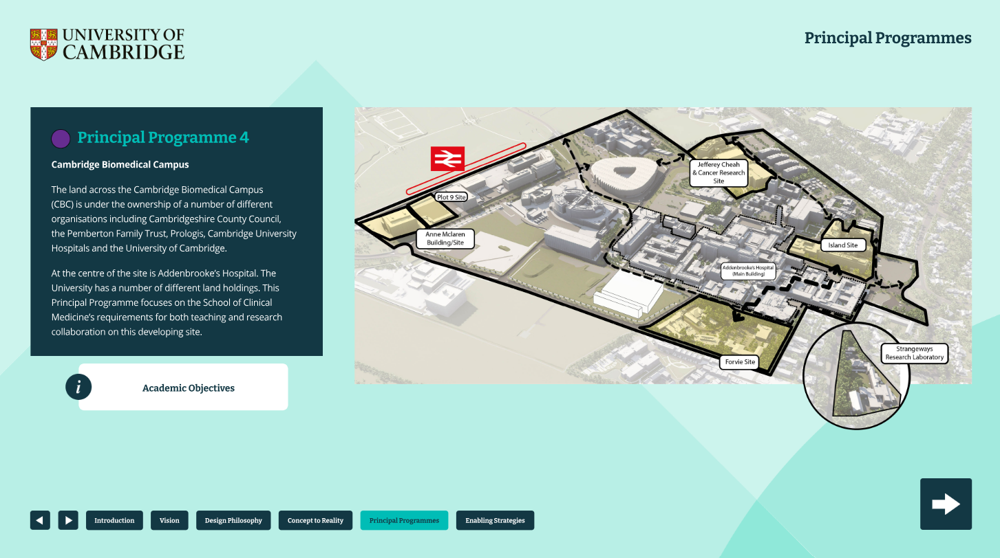 UNIVERSITY OF
CAMBRIDGE
Principal Programmes
Principal Programme 4
Cambridge Biomedical Campus
The land across the Cambridge Biomedical Campus
(CBC) is under the ownership of a number of different
organisations including Cambridgeshire County Council,
the Pemberton Family Trust, Prologis, Cambridge University
Hospitals and the University of Cambridge.
At the centre of the site is Addenbrooke’s Hospital. The
University has a number of different land holdings. This
Principal Programme focuses on the School of Clinical
Medicine’s requirements for both teaching and research
collaboration on this developing site.
i
Academic Objectives
Jefferey Cheah
& Cancer Research
Site
Plot 9 Site
Anne Mclaren
Building/Site
Island Site
Addenbrooke's Hospital
(Main Building)
Forvie Site
Strangeways
Research Laboratory
Introduction
Vision
Design Philosophy
Concept to Reality
Principal Programmes
Enabling Strategies